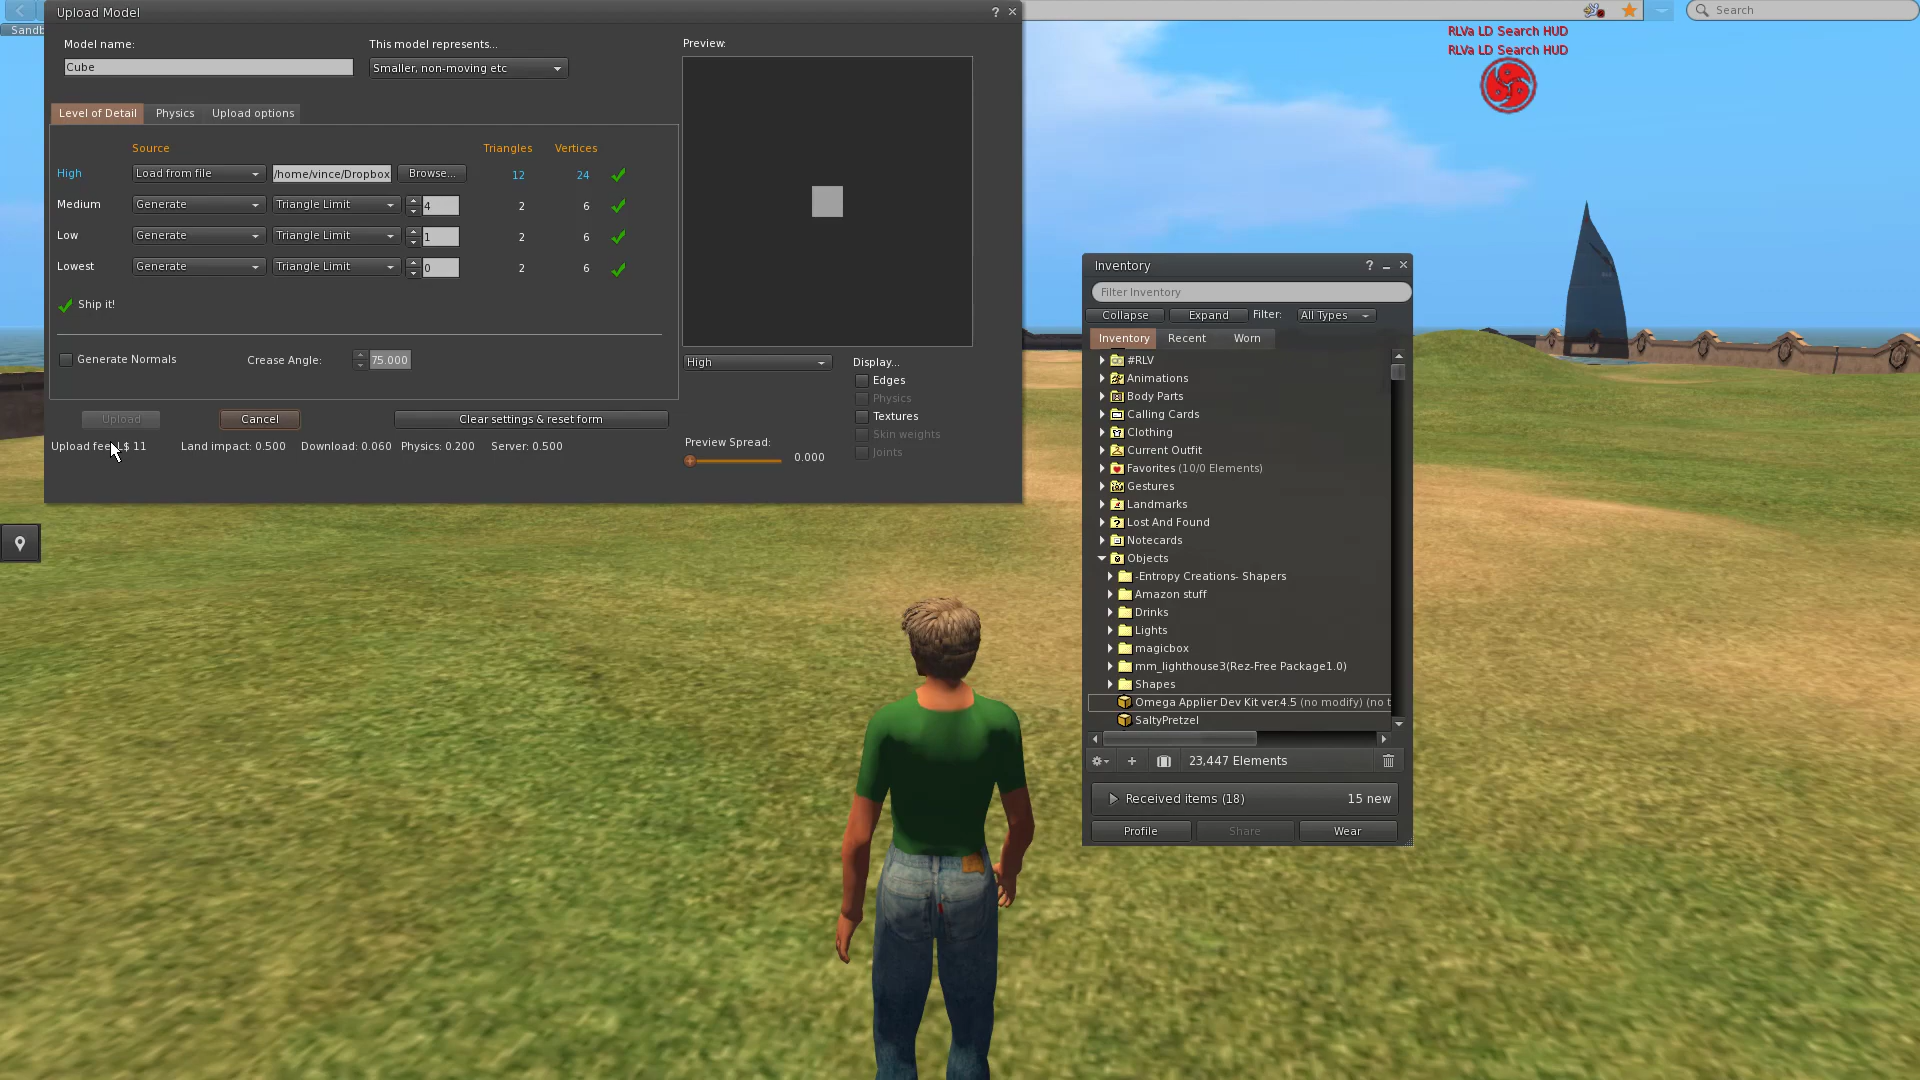 Upload Model ? ×
Search
Sandb
RLVa LD Search HUD
RLVa LD Search HUD
Model name:
This model represents...
Preview:
Cube
Smaller, non-moving etc
Level of Detail Physics Upload options
Source Triangles Vertices
High Load from file /home/vince/Dropbox Browse... 12 24
Medium Generate Triangle Limit 4 2 6
Low Generate Triangle Limit 1 2 6
Lowest Generate Triangle Limit 0 2 6
Ship it!
Generate Normals Crease Angle: 75.000
Upload Cancel Clear settings & reset form
Upload fee: L$ 11 Land impact: 0.500 Download: 0.060 Physics: 0.200 Server: 0.500
High
Display...
Edges
Physics
Textures
Skin weights
Joints
Preview Spread:
0.000
Inventory ? _ ×
Filter Inventory
Collapse Expand Filter: All Types
Inventory Recent Worn
#RLV
Animations
Body Parts
Calling Cards
Clothing
Current Outfit
Favorites (10/0 Elements)
Gestures
Landmarks
Lost And Found
Notecards
Objects
-Entropy Creations- Shapers
Amazon stuff
Drinks
Lights
magicbox
mm_lighthouse3(Rez-Free Package1.0)
Shapes
Omega Applier Dev Kit ver.4.5 (no modify) (no t
SaltyPretzel
23,447 Elements
Received items (18) 15 new
Profile Share Wear